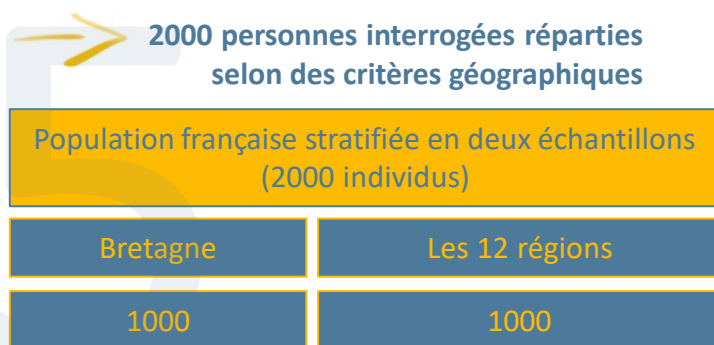 2000 personnes interrogées réparties
selon des critères géographiques
Population française stratifiée en deux échantillons
(2000 individus)
Bretagne
Les 12 régions
1000
1000